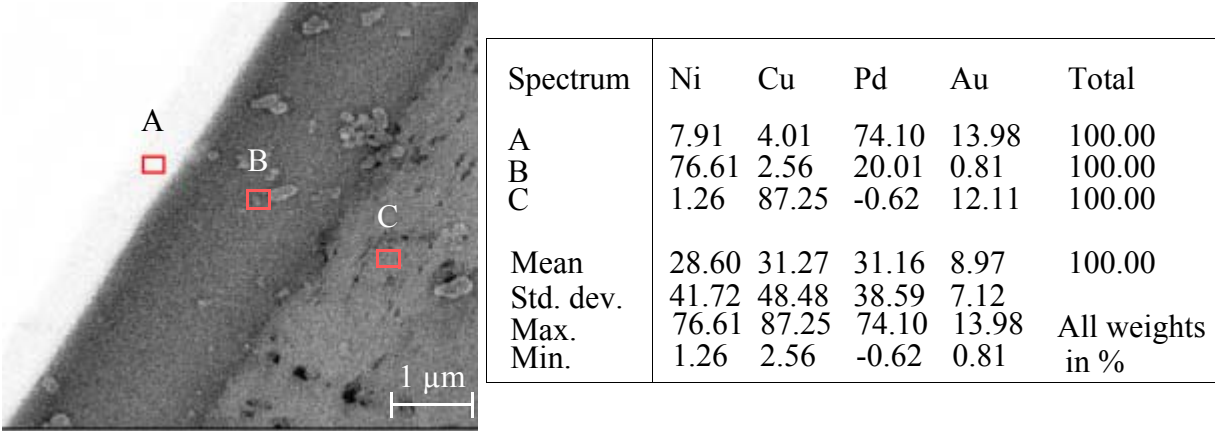 A
B
C
1 µm
Spectrum Ni Cu Pd Au Total
A 7.91 4.01 74.10 13.98 100.00
B 76.61 2.56 20.01 0.81 100.00
C 1.26 87.25 -0.62 12.11 100.00
Mean 28.60 31.27 31.16 8.97 100.00
Std. dev. 41.72 48.48 38.59 7.12
Max. 76.61 87.25 74.10 13.98 All weights
Min. 1.26 2.56 -0.62 0.81 in %